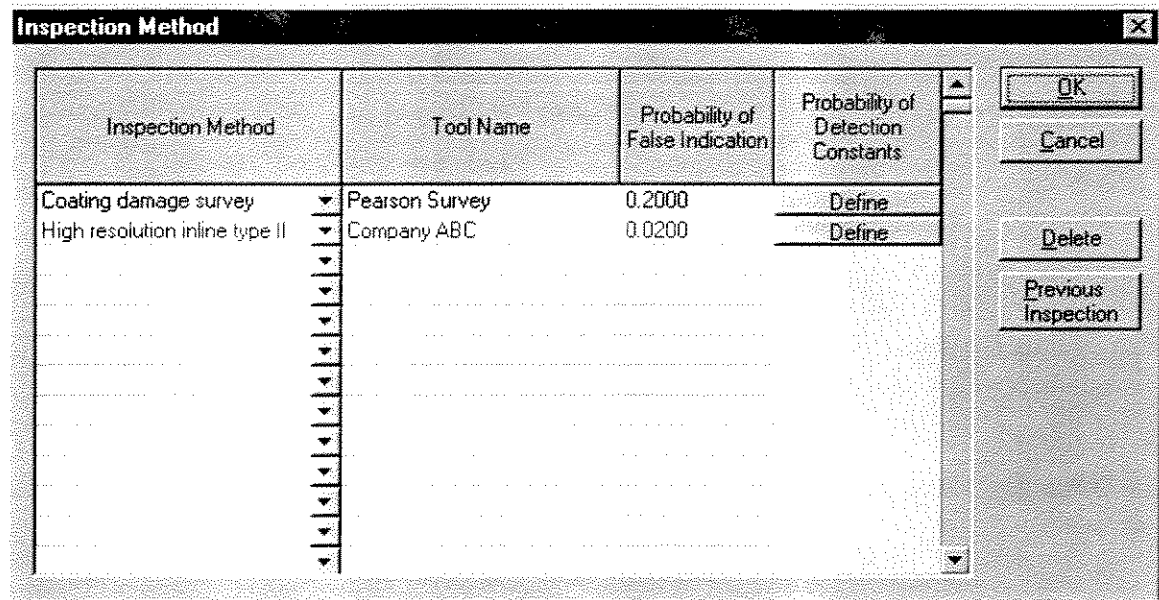 Inspection Method
Inspection Method
Tool Name
Probability of
False Indication
Probability of
Detection
Constants
Coating damage survey Pearson Survey 0.2000 Define
High resolution inline type II Company ABC 0.0200 Define
OK
Cancel
Delete
Previous
Inspection